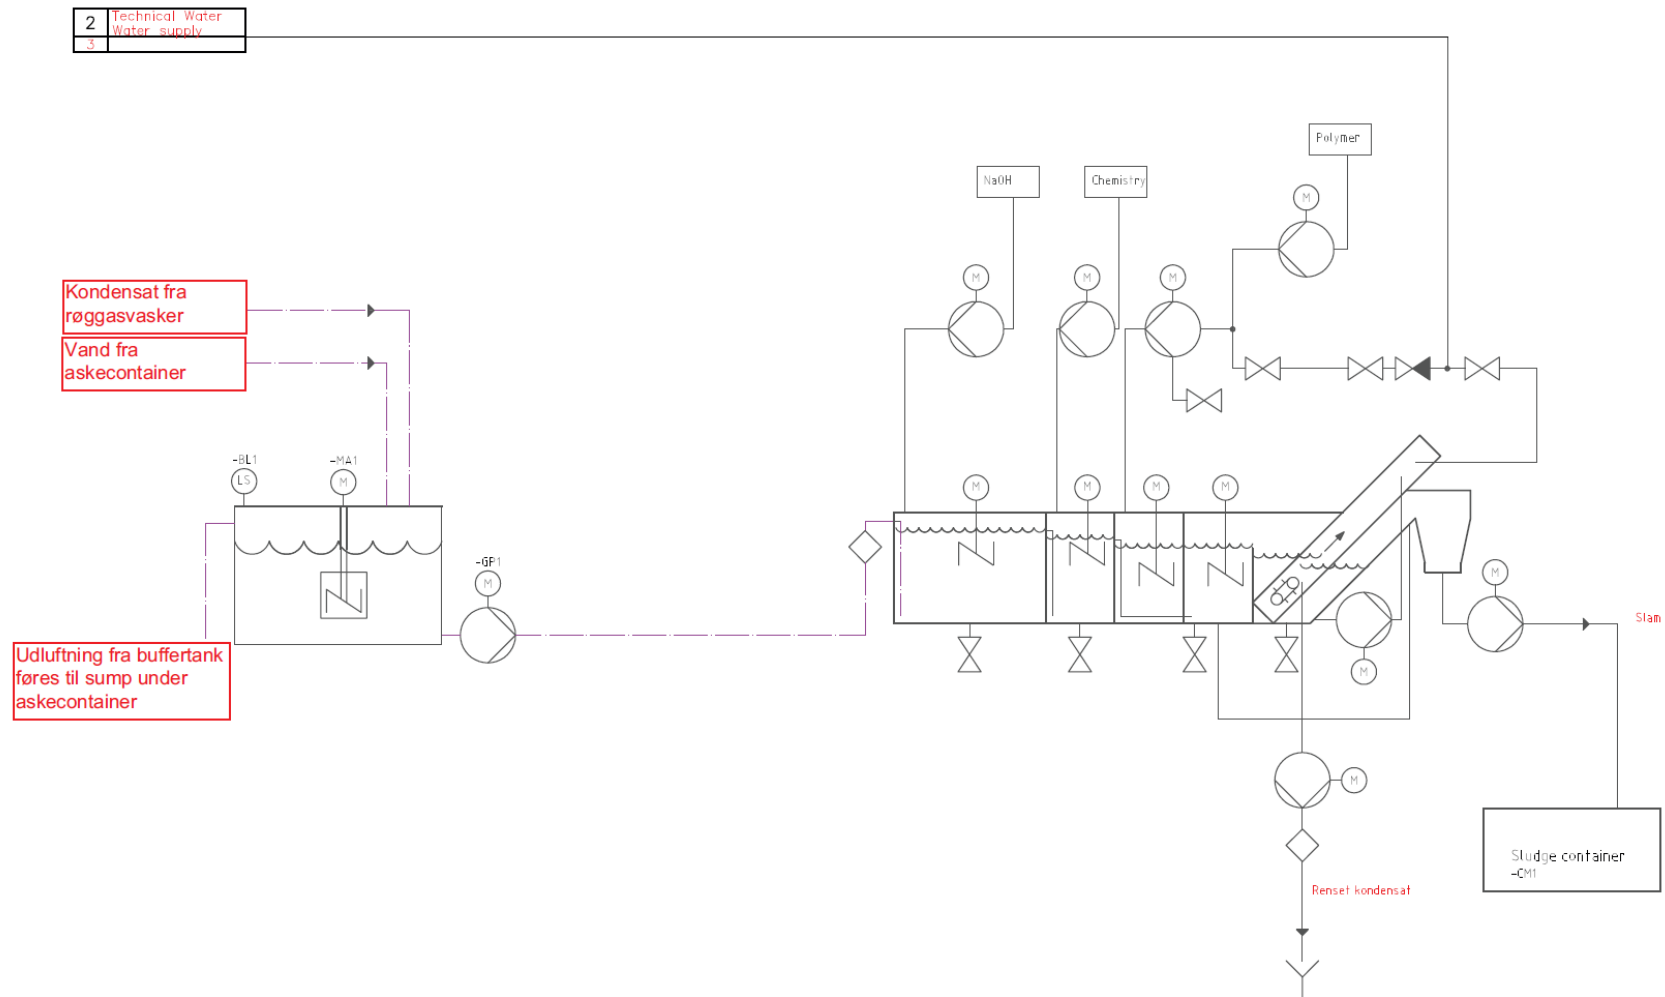 2 Technical Water
Water supply
3
Polymer
NaOH
Chemistry
M
M
M
M
Kondensat fra
røggasvasker
Vand fra
askecontainer
-BL1
LS
-MA1
M
M
M
M
M
-GP1
M
M
M
Udluftning fra buffertank
føres til sump under
askecontainer
Slam
M
Sludge container
-CM1
Renset kondensat